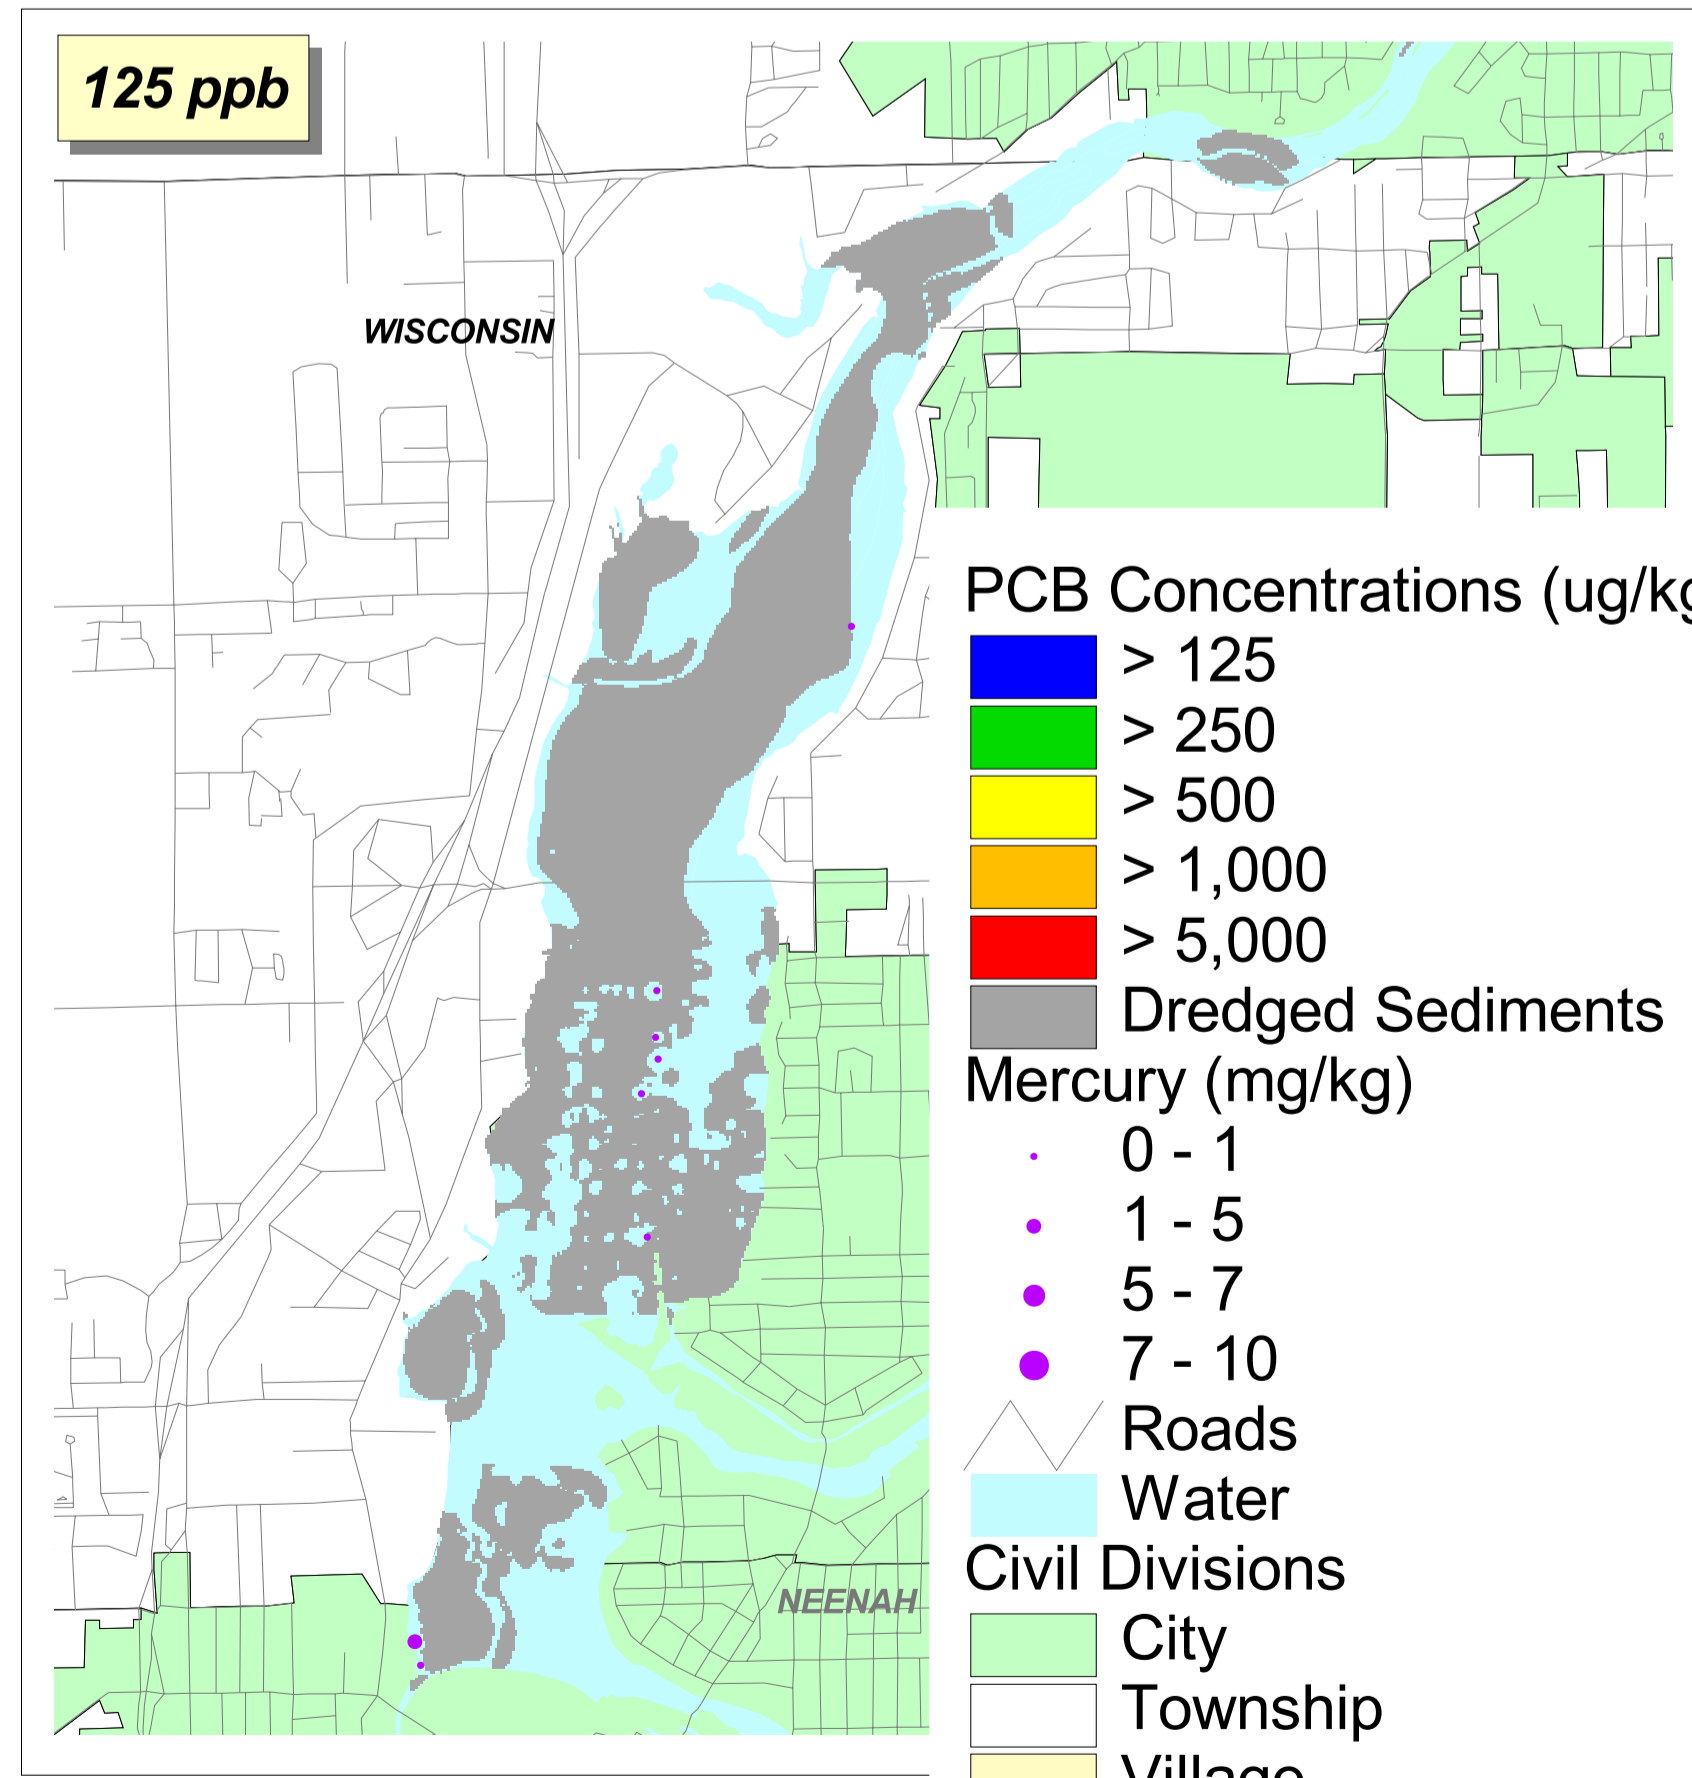 125 ppb
WISCONSIN
PCB Concentrations (ug/kg
> 125
> 250
> 500
> 1,000
> 5,000
Dredged Sediments
Mercury (mg/kg)
0 - 1
1 - 5
5 - 7
7 - 10
Roads
Water
Civil Divisions
NEENAH
City
Township
Village